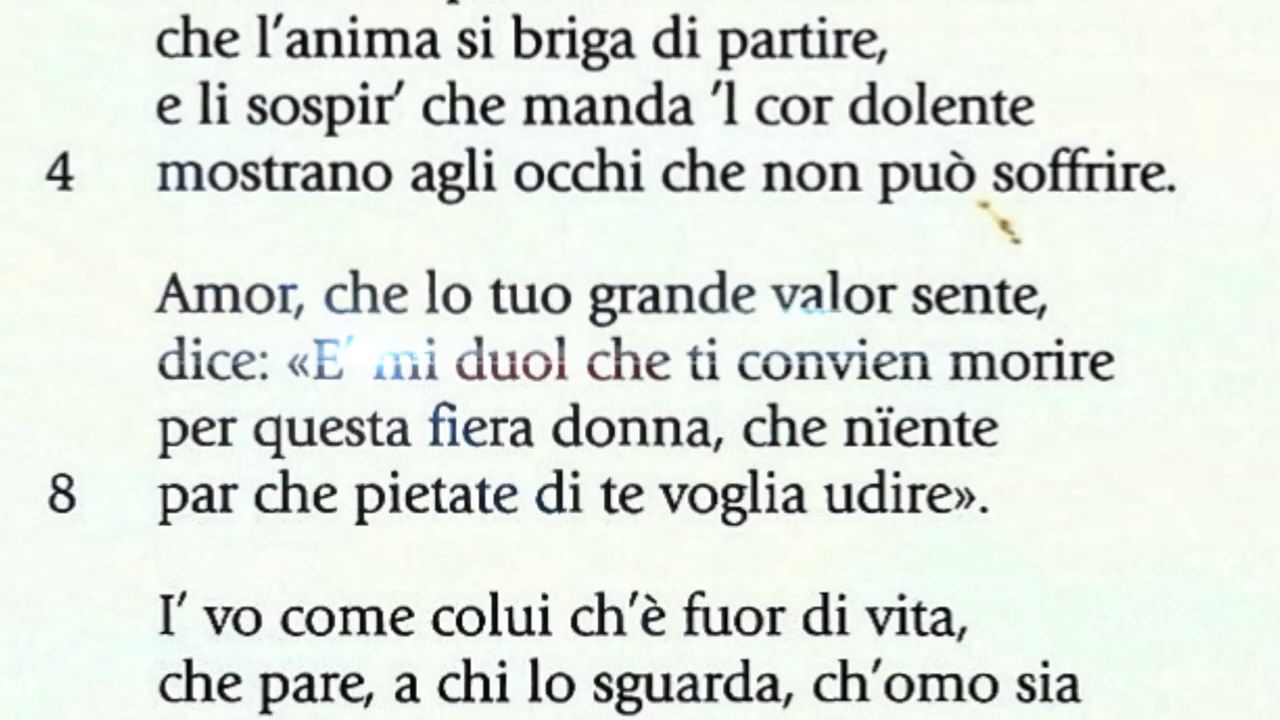 che l’anima si briga di partire,
e li sospir’ che manda ’l cor dolente
4 mostrano agli occhi che non può soffrire.
Amor, che lo tuo grande valor sente,
dice: «E’ mi duol che ti convien morire
per questa fiera donna, che nïente
8 par che pietate di te voglia udire».
I’ vo come colui ch’è fuor di vita,
che pare, a chi lo sguarda, ch’omo sia